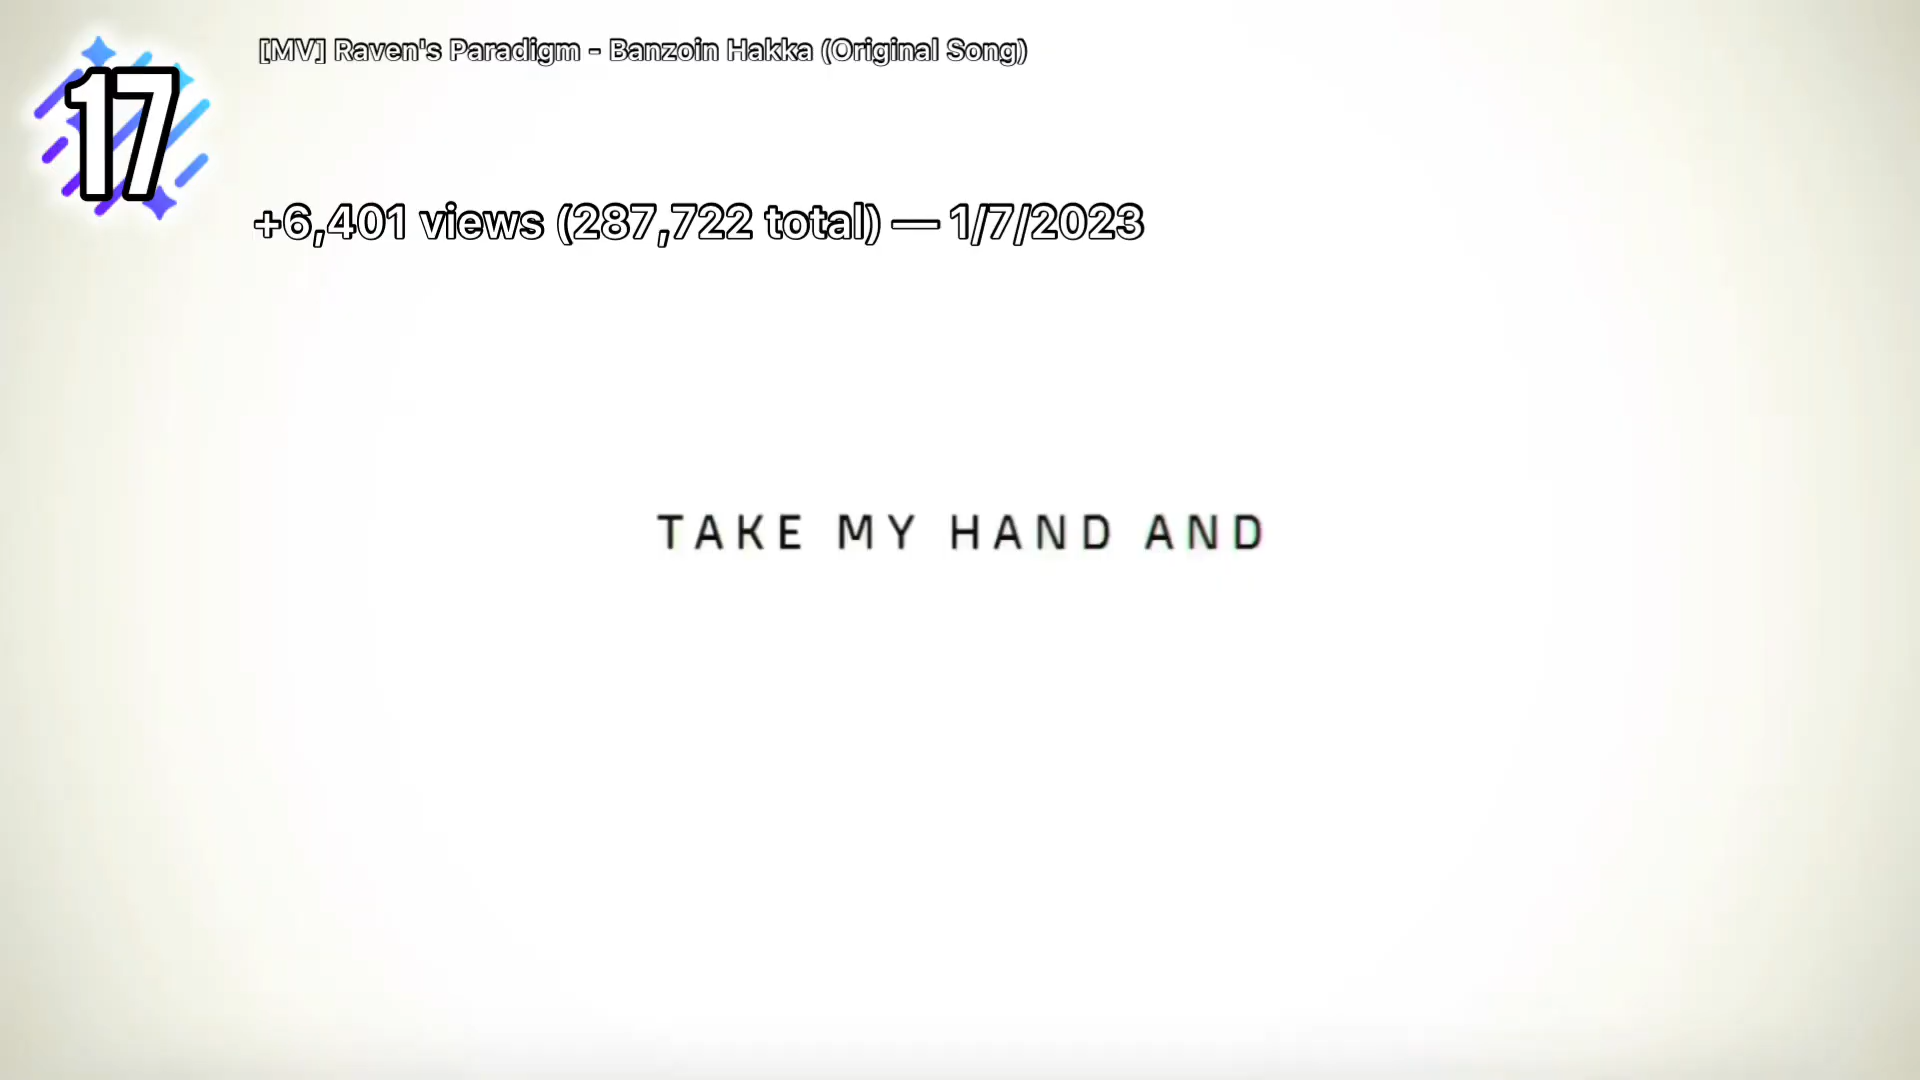 17
[MV] Raven's Paradigm - Banzoin Hakka (Original Song)
+6,401 views (287,722 total) — 1/7/2023
TAKE MY HAND AND